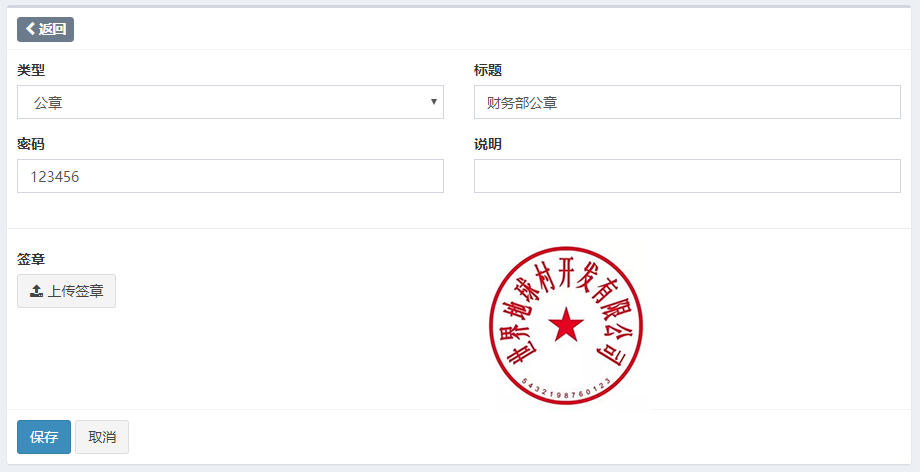 返回
类型
标题
公章
财务部公章
密码
说明
123456
签章
上传签章
世界地球村开发有限公司
5432198760123
保存
取消